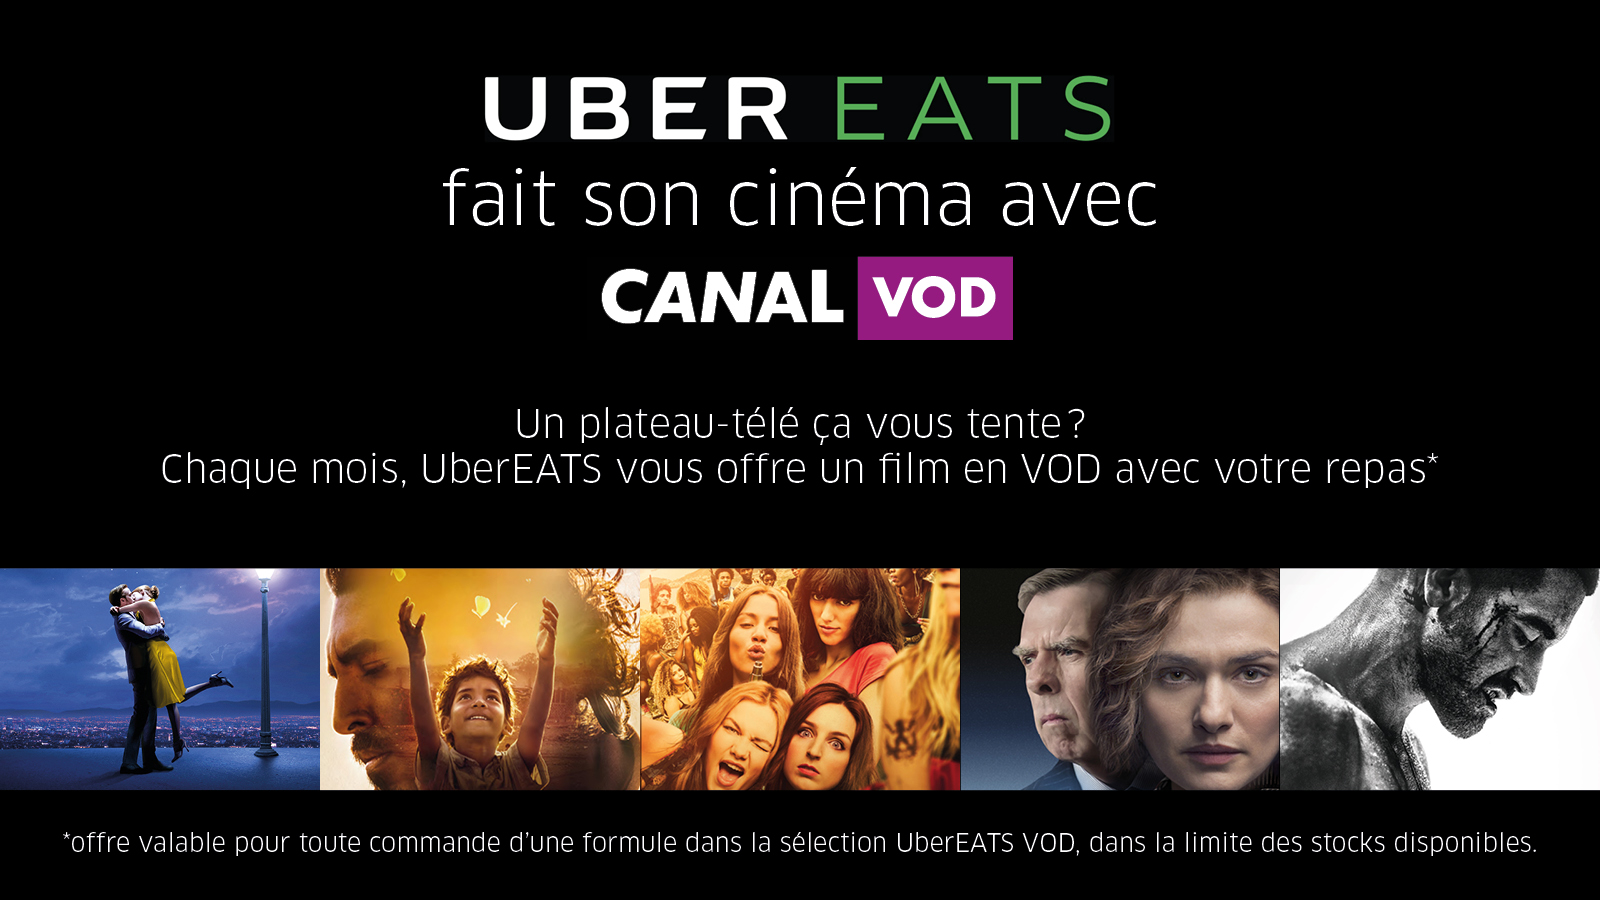 UBER EATS
fait son cinéma avec
CANAL VOD
Un plateau-télé ça vous tente ?
Chaque mois, UberEATS vous offre un film en VOD avec votre repas*
*offre valable pour toute commande d’une formule dans la sélection UberEATS VOD, dans la limite des stocks disponibles.